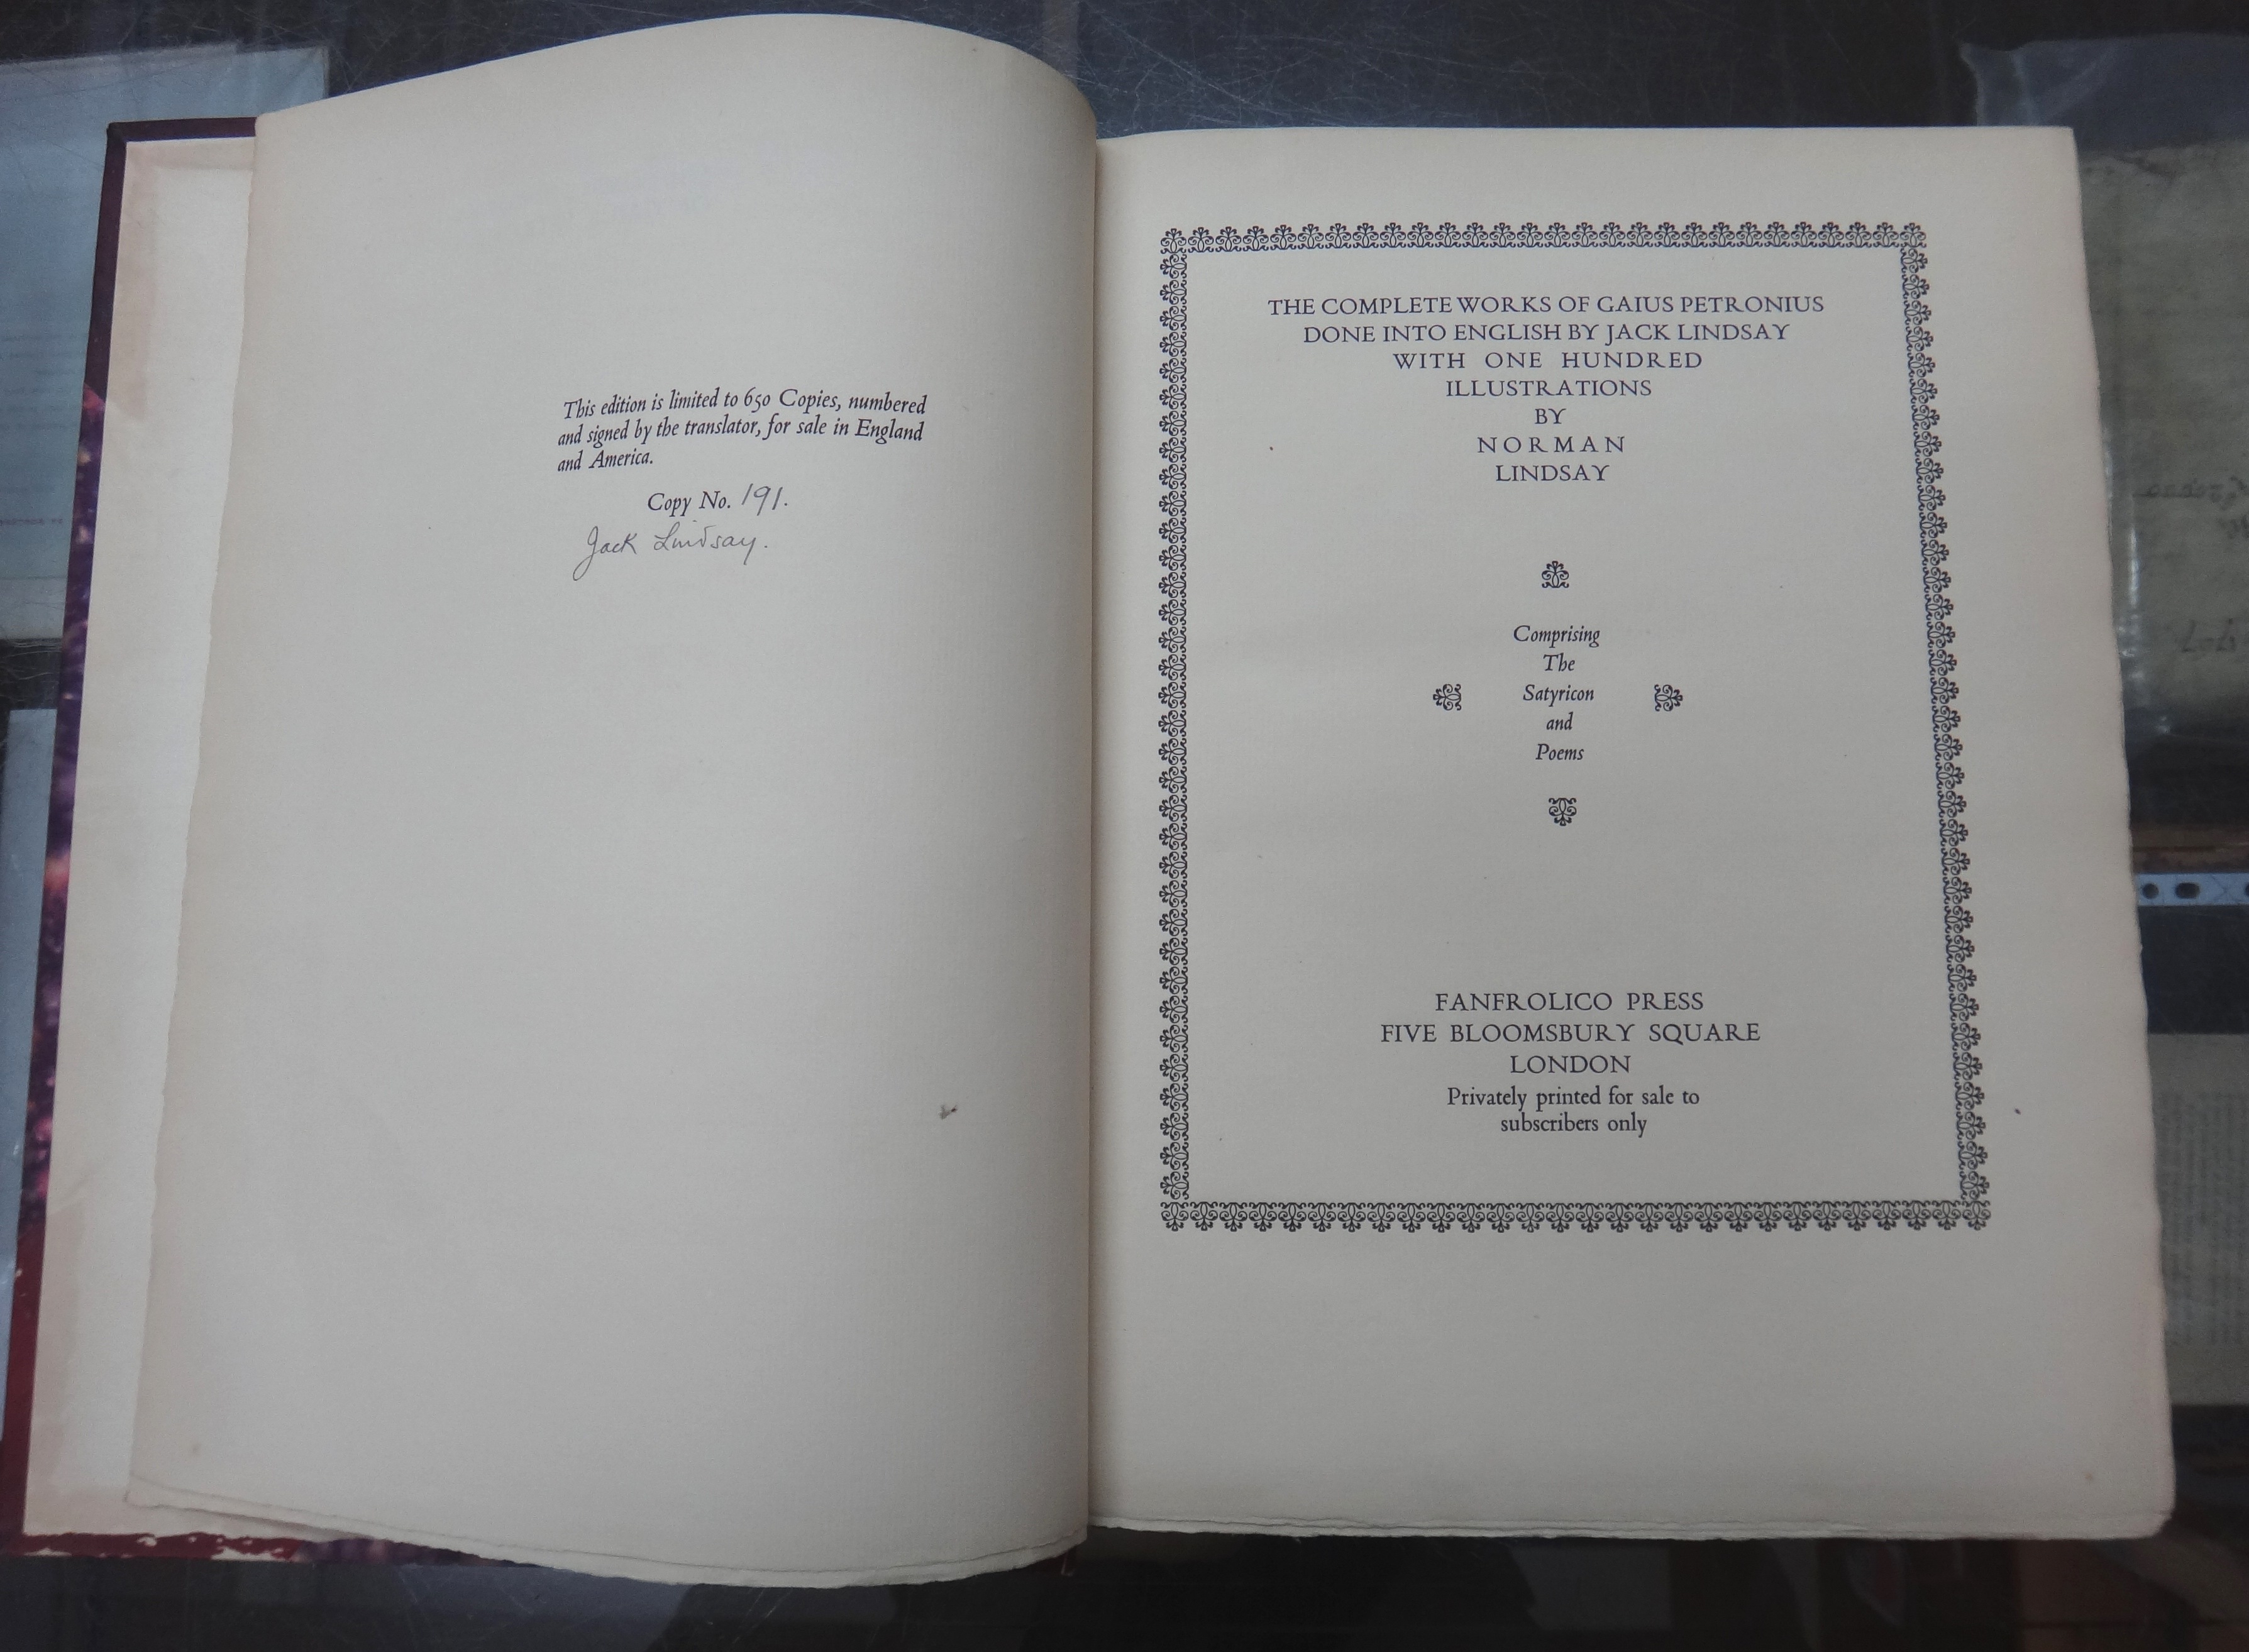 This edition is limited to 650 Copies, numbered
and signed by the translator, for sale in England
and America.
Copy No. 191.
Jack Lindsay.
THE COMPLETE WORKS OF GAIUS PETRONIUS
DONE INTO ENGLISH BY JACK LINDSAY
WITH ONE HUNDRED
ILLUSTRATIONS
BY
NORMAN
LINDSAY
Comprising
The
Satyricon
and
Poems
FANFROLICO PRESS
FIVE BLOOMSBURY SQUARE
LONDON
Privately printed for sale to
subscribers only